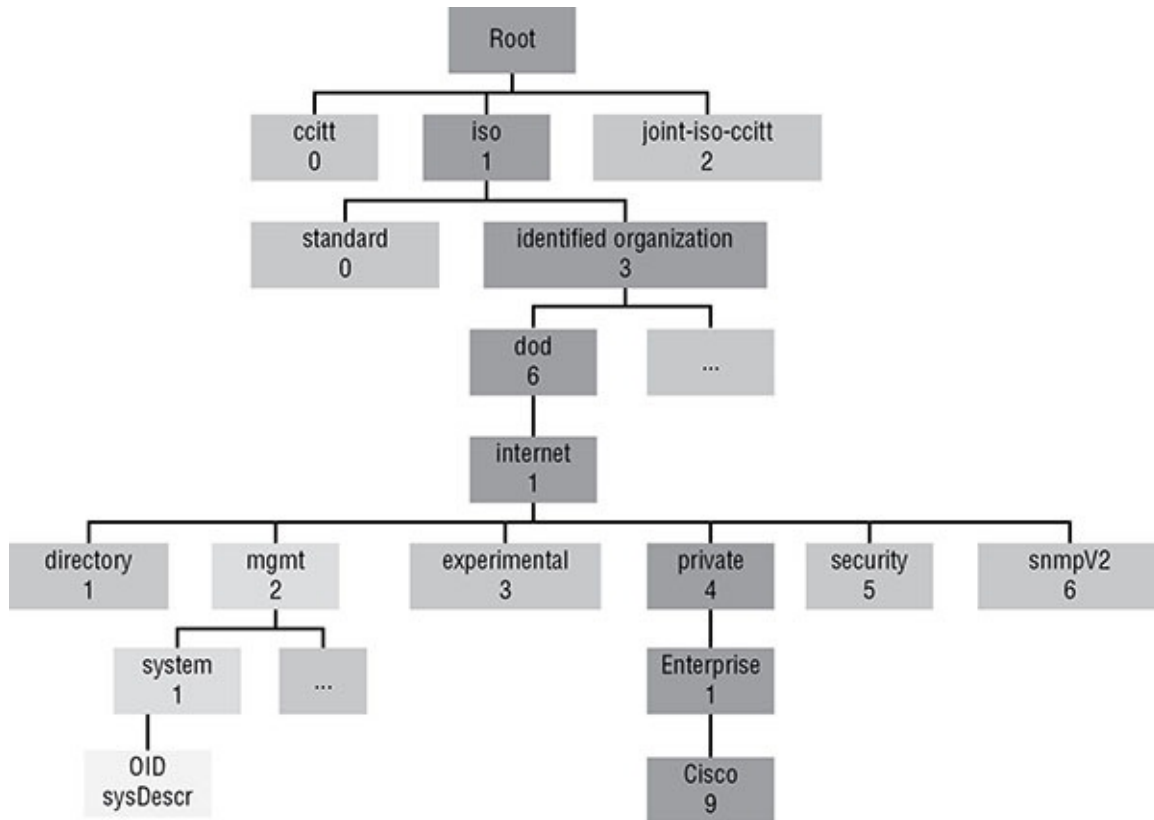 Root
ccitt
0
iso
1
joint-iso-ccitt
2
standard
0
identified organization
3
dod
6
...
internet
1
directory
1
mgmt
2
experimental
3
private
4
security
5
snmpV2
6
system
1
...
Enterprise
1
OID
sysDescr
Cisco
9